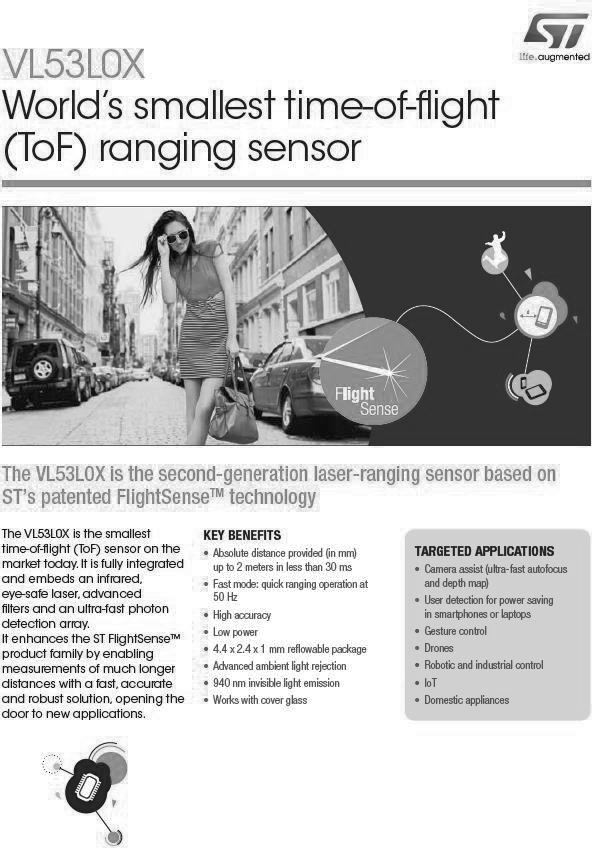 ST
life.augmented
VL53L0X
World's smallest time-of-flight
(ToF) ranging sensor
Flight
Sense
The VL53L0X is the second-generation laser-ranging sensor based on
ST's patented FlightSense™ technology
The VL53L0X is the smallest
time-of-flight (ToF) sensor on the
market today. It is fully integrated
and embeds an infrared,
eye-safe laser, advanced
filters and an ultra-fast photon
detection array.
It enhances the ST FlightSense™
product family by enabling
measurements of much longer
distances with a fast, accurate
and robust solution, opening the
door to new applications.
KEY BENEFITS
• Absolute distance provided (in mm)
up to 2 meters in less than 30 ms
• Fast mode: quick ranging operation at
50 Hz
• High accuracy
• Low power
• 4.4 x 2.4 x 1 mm reflowable package
• Advanced ambient light rejection
• 940 nm invisible light emission
• Works with cover glass
TARGETED APPLICATIONS
• Camera assist (ultra-fast autofocus
and depth map)
• User detection for power saving
in smartphones or laptops
• Gesture control
• Drones
• Robotic and industrial control
• IoT
• Domestic appliances